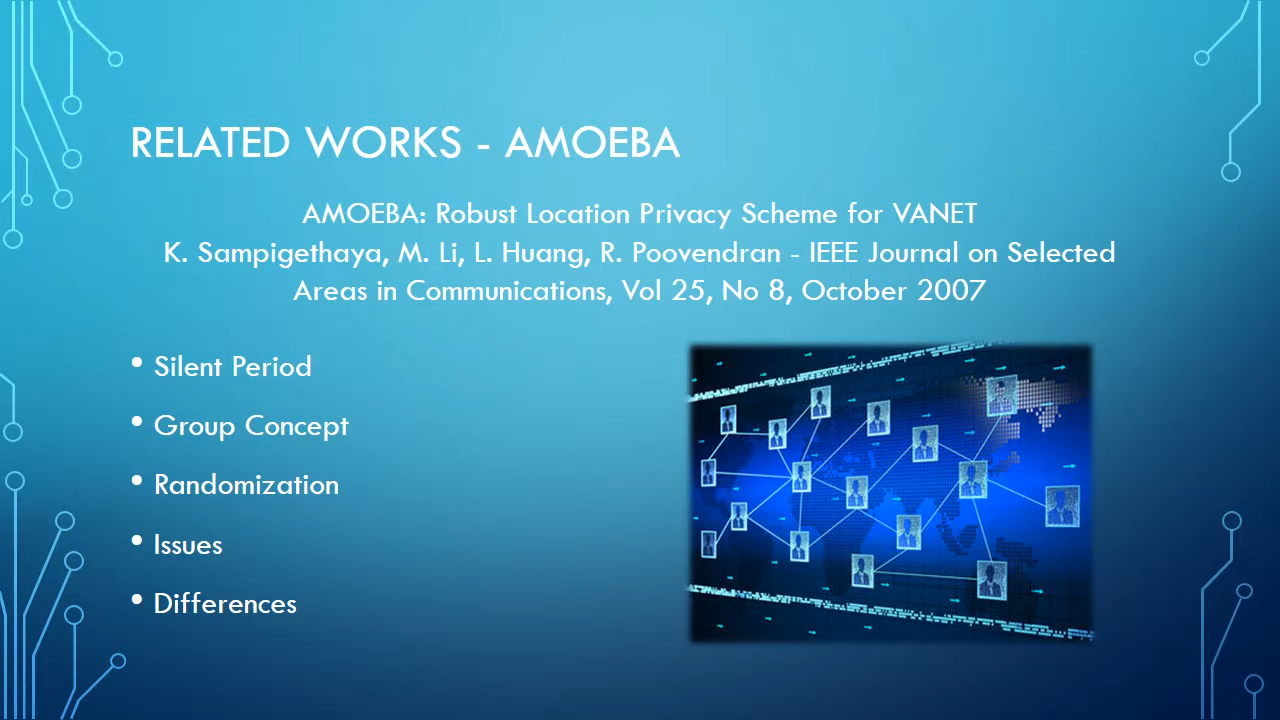 RELATED WORKS - AMOEBA
AMOEBA: Robust Location Privacy Scheme for VANET
K. Sampigethaya, M. Li, L. Huang, R. Poovendran - IEEE Journal on Selected
Areas in Communications, Vol 25, No 8, October 2007
• Silent Period
• Group Concept
• Randomization
• Issues
• Differences